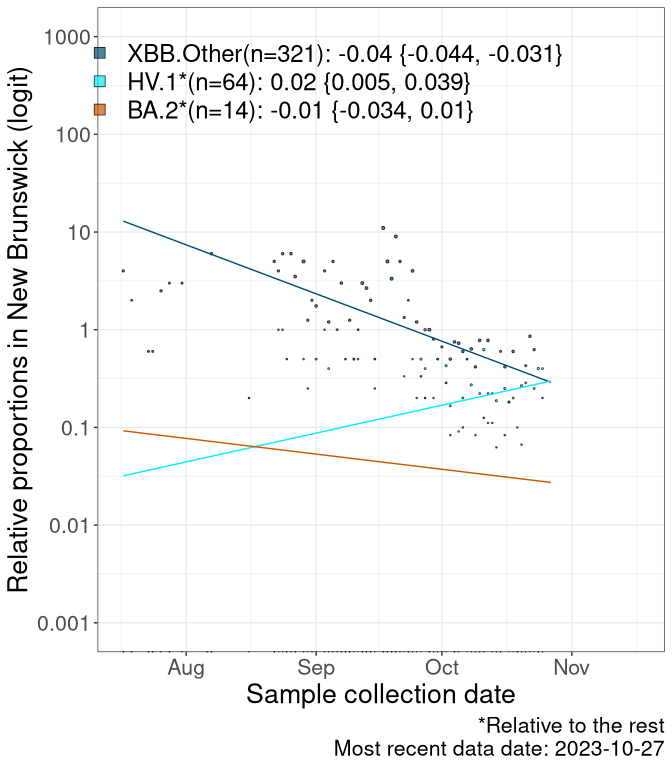 Relative proportions in New Brunswick (logit)
1000
100
10
1
0.1
0.01
0.001
XBB.Other(n=321): -0.04 {-0.044, -0.031}
HV.1*(n=64): 0.02 {0.005, 0.039}
BA.2*(n=14): -0.01 {-0.034, 0.01}
Aug Sep Oct Nov
Sample collection date
*Relative to the rest
Most recent data date: 2023-10-27